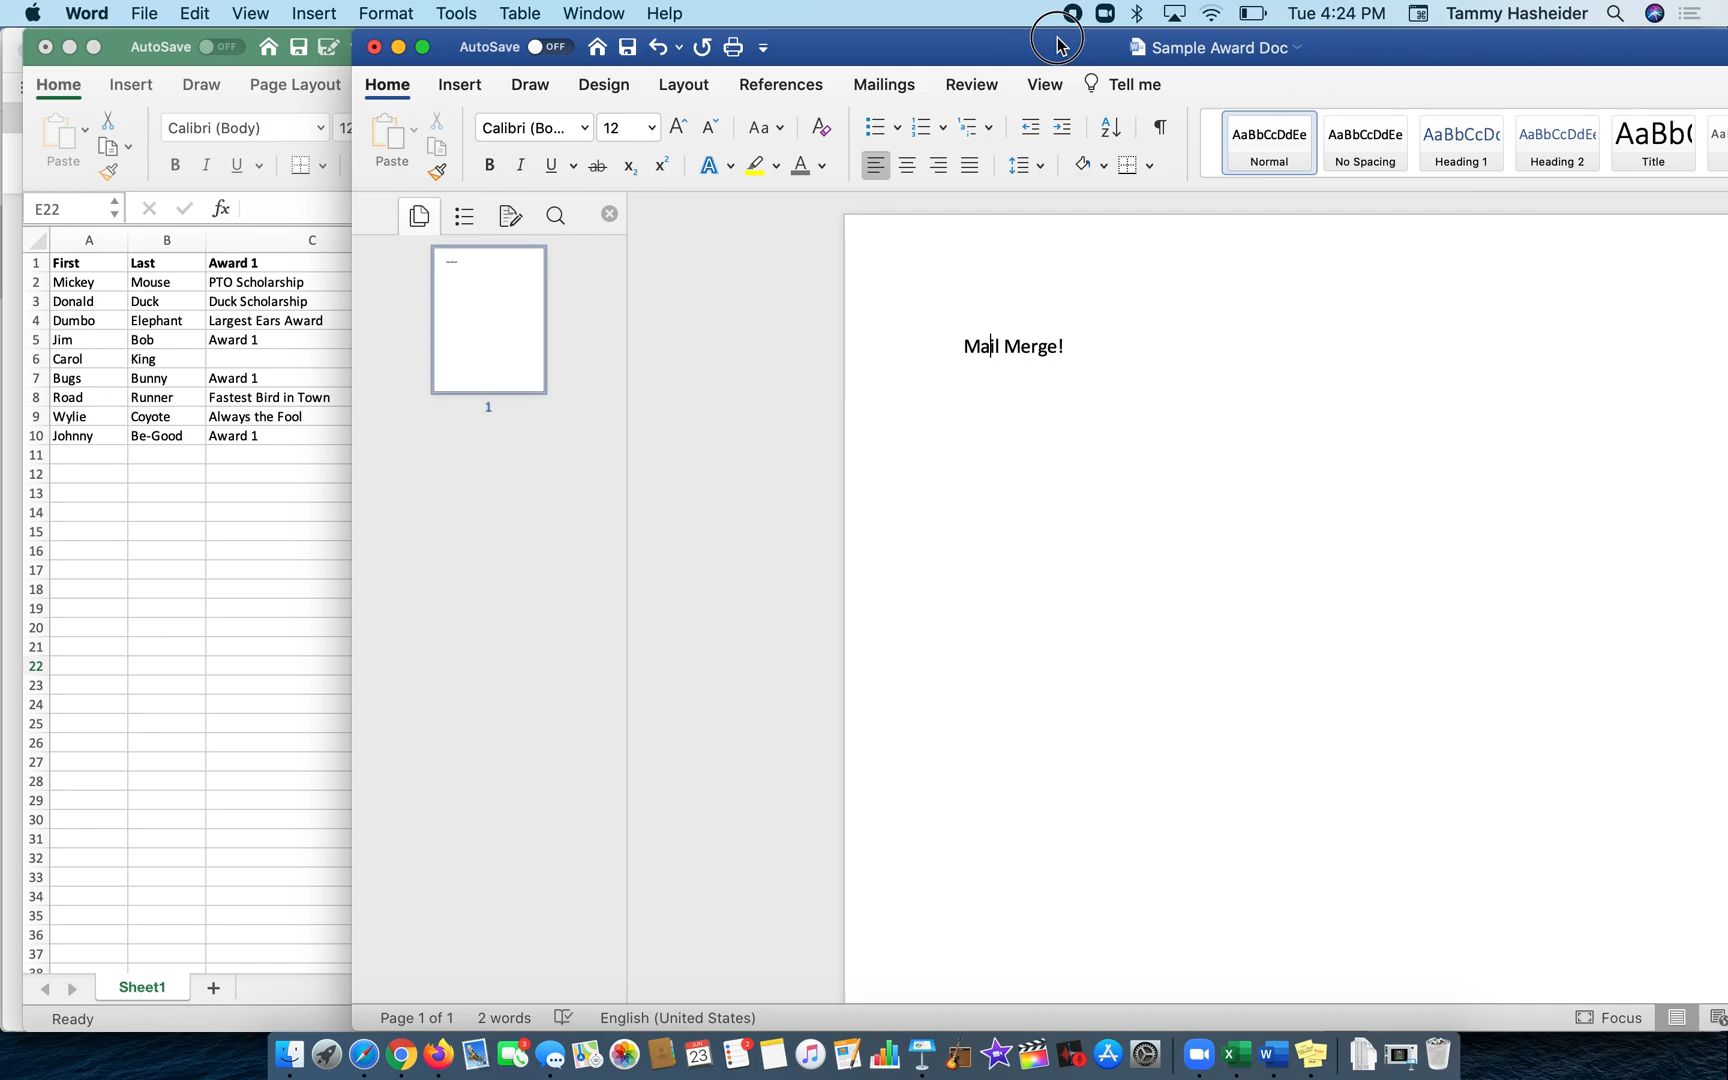 Word File Edit View Insert Format Tools Table Window Help Tue 4:24 PM Tammy Hasheider
AutoSave OFF
AutoSave OFF Sample Award Doc
Home Insert Draw Page Layout
Home Insert Draw Design Layout References Mailings Review View Tell me
Paste Calibri (Body) 12
B I U
Paste Calibri (Bo... 12 Aa
B I U ab
AaBbCcDdEe AaBbCcDdEe AaBbCcDc AaBbCcDdEe AaBb(
Normal No Spacing Heading 1 Heading 2 Title
E22 fx
A B C
1 First Last Award 1
2 Mickey Mouse PTO Scholarship
3 Donald Duck Duck Scholarship
4 Dumbo Elephant Largest Ears Award
5 Jim Bob Award 1
6 Carol King
7 Bugs Bunny Award 1
8 Road Runner Fastest Bird in Town
9 Wylie Coyote Always the Fool
10 Johnny Be-Good Award 1
11
12
13
14
15
16
17
18
19
20
21
22
23
24
25
26
27
28
29
30
31
32
33
34
35
36
37
38
Sheet1
Ready
1
Mail Merge!
Page 1 of 1 2 words English (United States) Focus
3 JUN 23 2